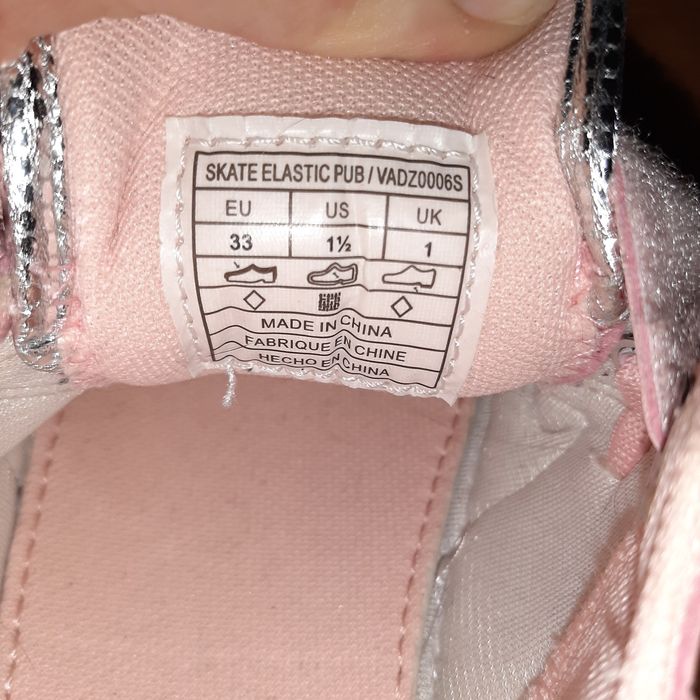 SKATE ELASTIC PUB / VADZ0006S
EU US UK
33 1½ 1
MADE IN CHINA
FABRIQUE EN CHINE
HECHO EN CHINA